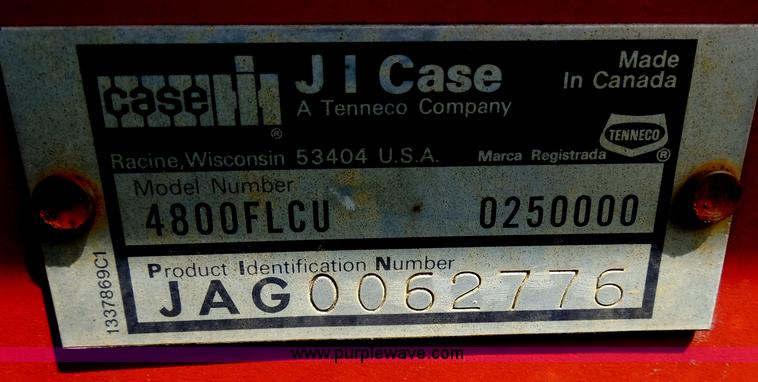 case IH
J I Case
A Tenneco Company
®
Made
In Canada
TENNECO
Racine, Wisconsin 53404 U.S.A.
Marca Registrada ®
Model Number
4800FLCU 0250000
Product Identification Number
JAG0062776
1337869C1
www.purplewave.com